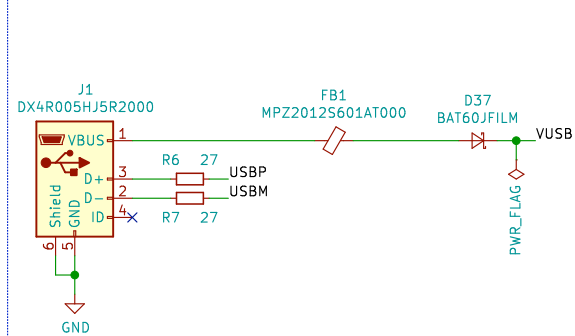 J1
DX4R005HJ5R2000
FB1
MPZ2012S601AT000
D37
BAT60JFILM
VBUS
1
VUSB
R6 27
D+
3
USBP
D-
2
USBM
ID
4
R7 27
Shield
GND
6
5
PWR_FLAG
GND